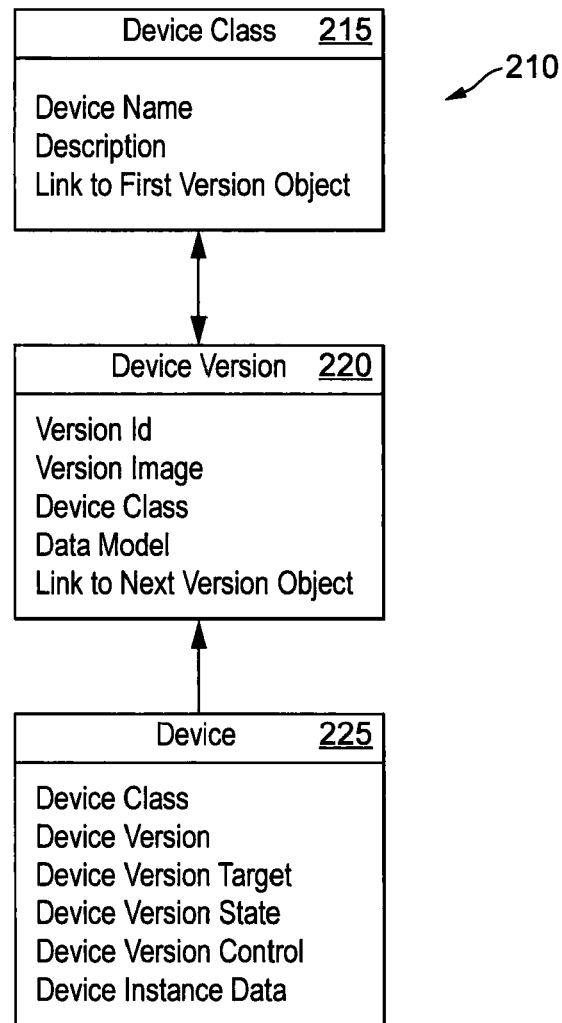 Device Class 215
210
Device Name
Description
Link to First Version Object
Device Version 220
Version Id
Version Image
Device Class
Data Model
Link to Next Version Object
Device 225
Device Class
Device Version
Device Version Target
Device Version State
Device Version Control
Device Instance Data